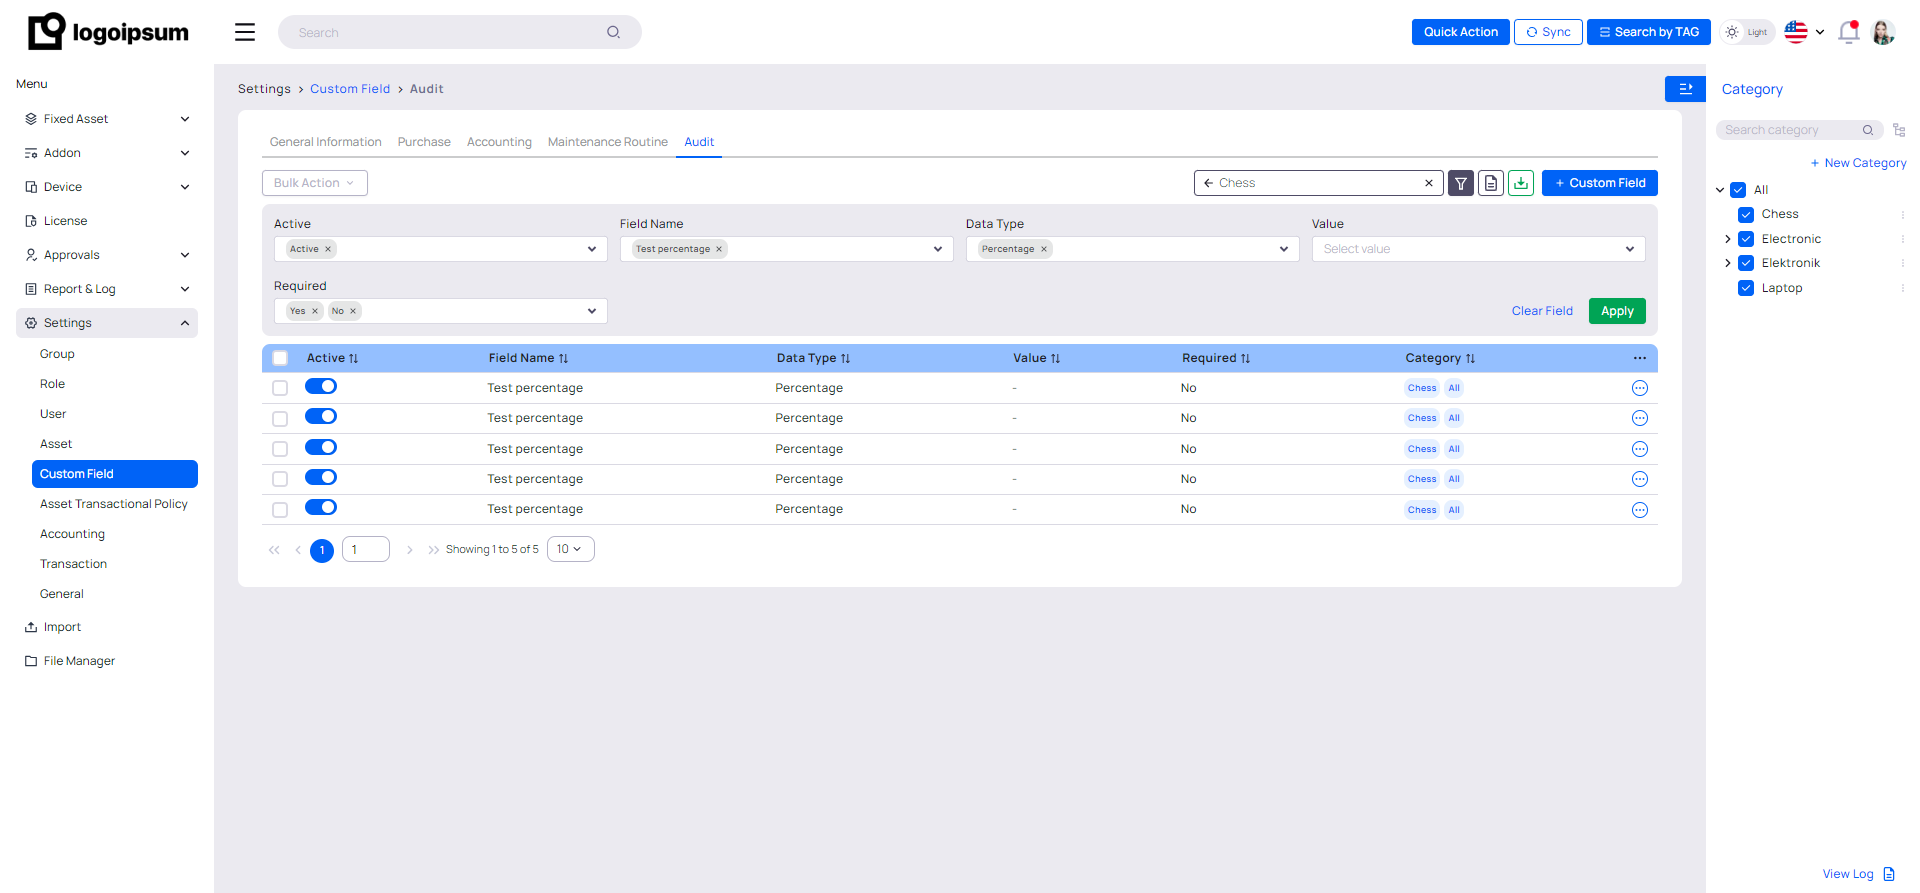 logoipsum
Search
Quick Action
Sync
Search by TAG
Light
Menu
Fixed Asset
Addon
Device
License
Approvals
Report & Log
Settings
Group
Role
User
Asset
Custom Field
Asset Transactional Policy
Accounting
Transaction
General
Import
File Manager
Settings > Custom Field > Audit
General Information Purchase Accounting Maintenance Routine Audit
Bulk Action
Chess
+ Custom Field
Active Field Name Data Type Value
Active × Test percentage × Percentage × Select value
Required
Yes × No ×
Clear Field Apply
Active Field Name Data Type Value Required Category
Test percentage Percentage - No Chess All
Test percentage Percentage - No Chess All
Test percentage Percentage - No Chess All
Test percentage Percentage - No Chess All
Test percentage Percentage - No Chess All
1 1 Showing 1 to 5 of 5 10
Category
Search category
+ New Category
All
Chess
Electronic
Elektronik
Laptop
View Log